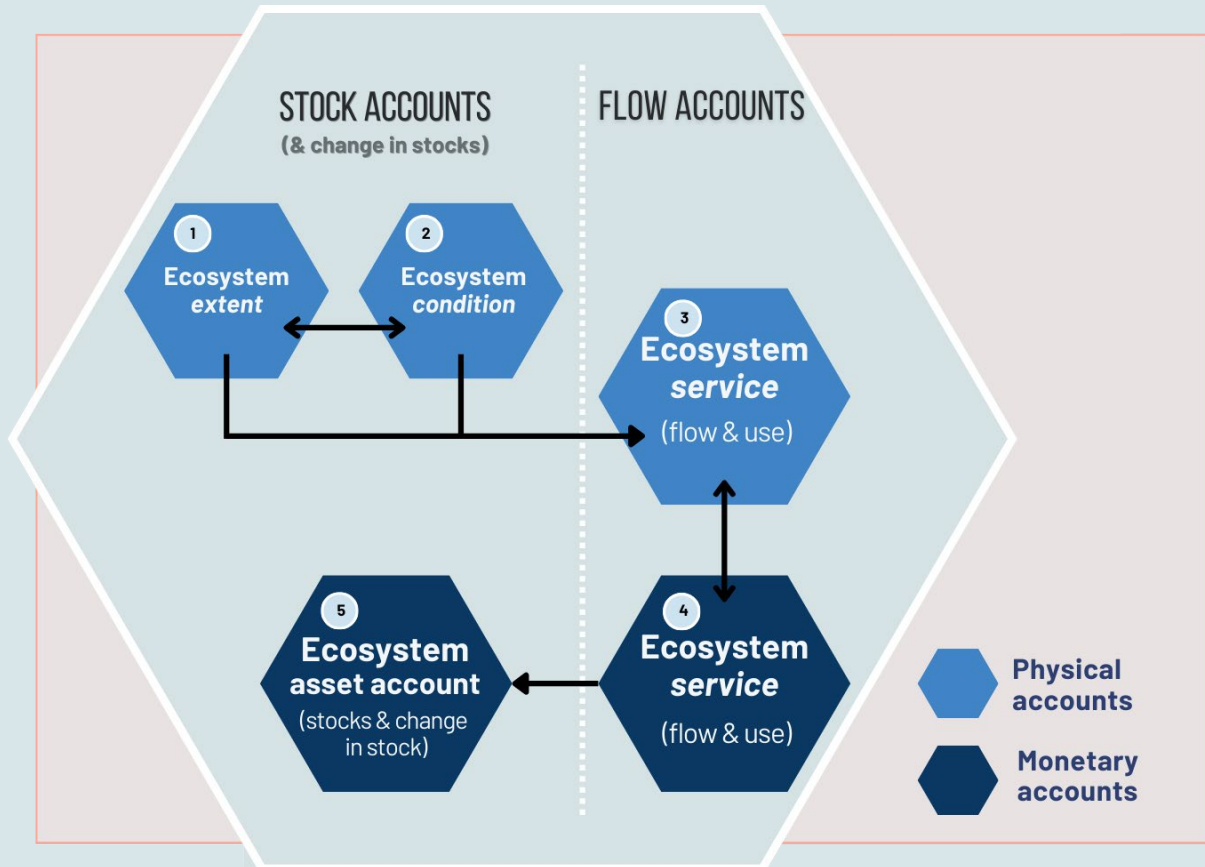 STOCK ACCOUNTS
(& change in stocks)
FLOW ACCOUNTS
1
Ecosystem
extent
2
Ecosystem
condition
3
Ecosystem
service
(flow & use)
5
Ecosystem
asset account
(stocks & change
in stock)
4
Ecosystem
service
(flow & use)
Physical
accounts
Monetary
accounts